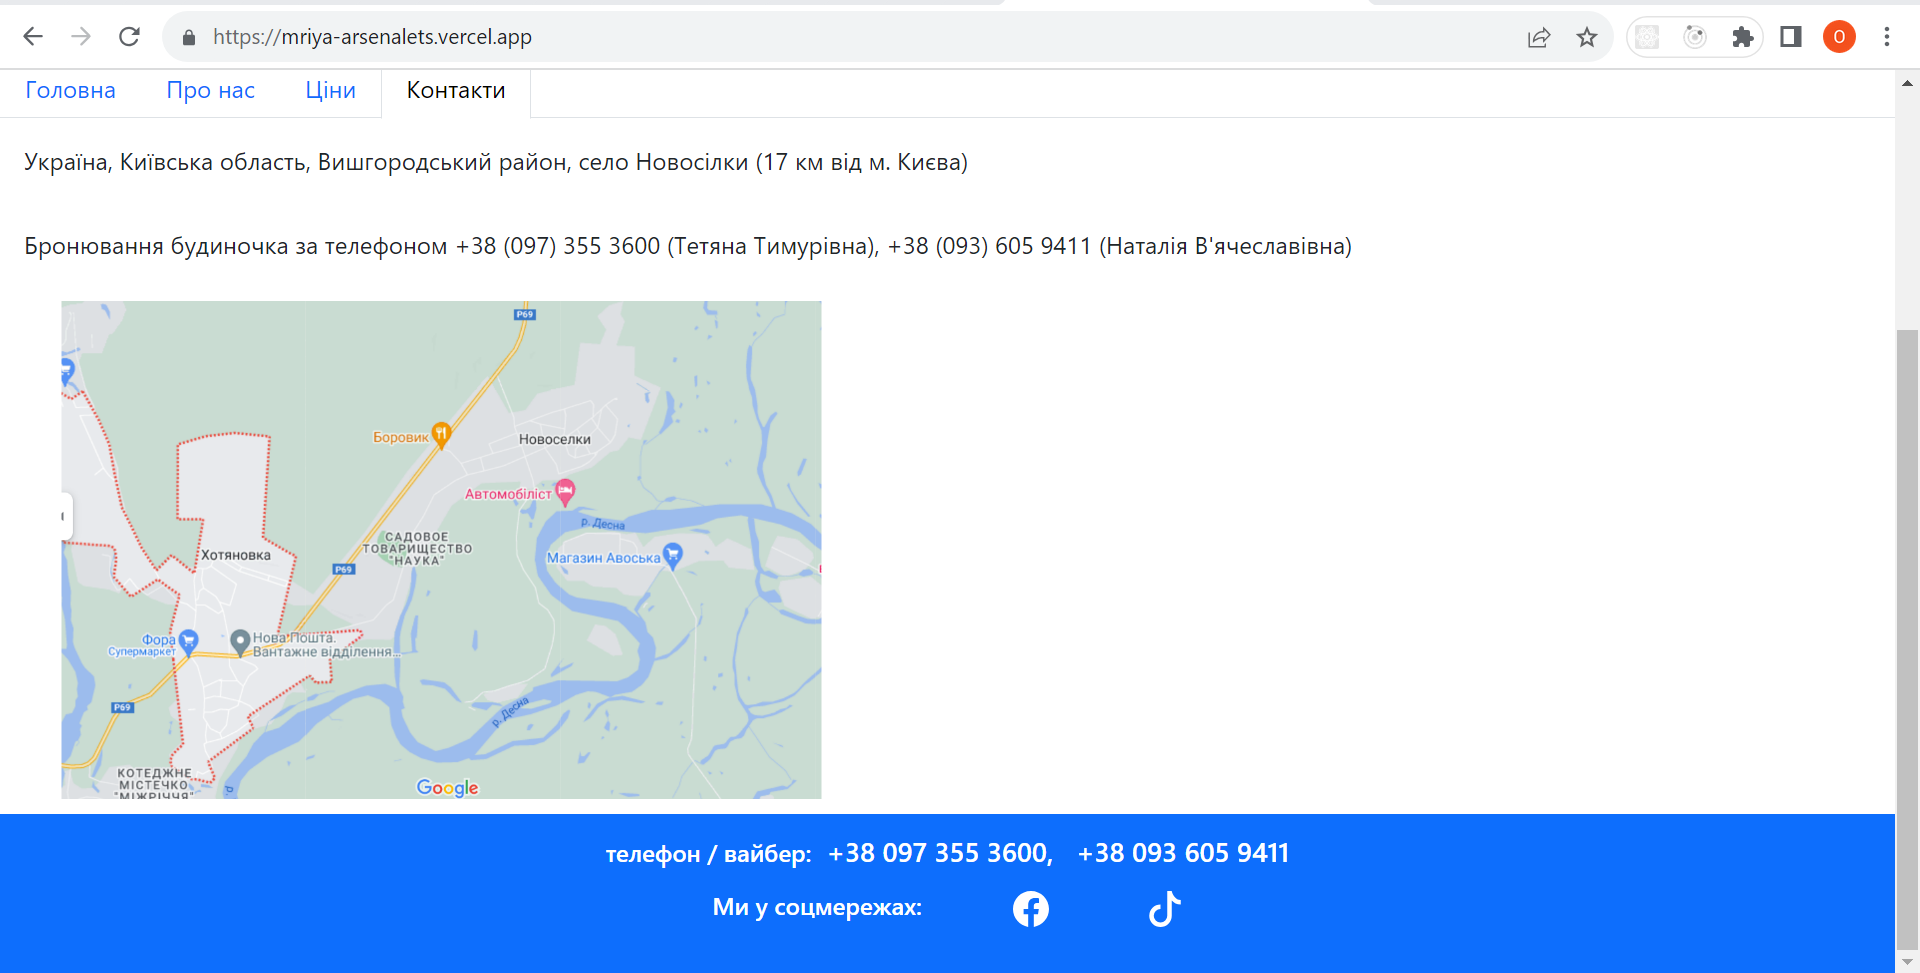 https://mriya-arsenalets.vercel.app
О
Головна Про нас Ціни Контакти
Україна, Київська область, Вишгородський район, село Новосілки (17 км від м. Києва)
Бронювання будиночка за телефоном +38 (097) 355 3600 (Тетяна Тимурівна), +38 (093) 605 9411 (Наталія В'ячеславівна)
Р69
Боровик
Новоселки
Автомобіліст
р. Десна
САДОВОЕ
ТОВАРИЩЕСТВО
"НАУКА"
Магазин Авоська
Хотяновка
Р69
Фора
Супермаркет
Нова Пошта.
Вантажне відділення...
Р69
р. Десна
КОТЕДЖНЕ
МІСТЕЧКО
"МІЖРІЧЧЯ"
Google
телефон / вайбер: +38 097 355 3600, +38 093 605 9411
Ми у соцмережах: